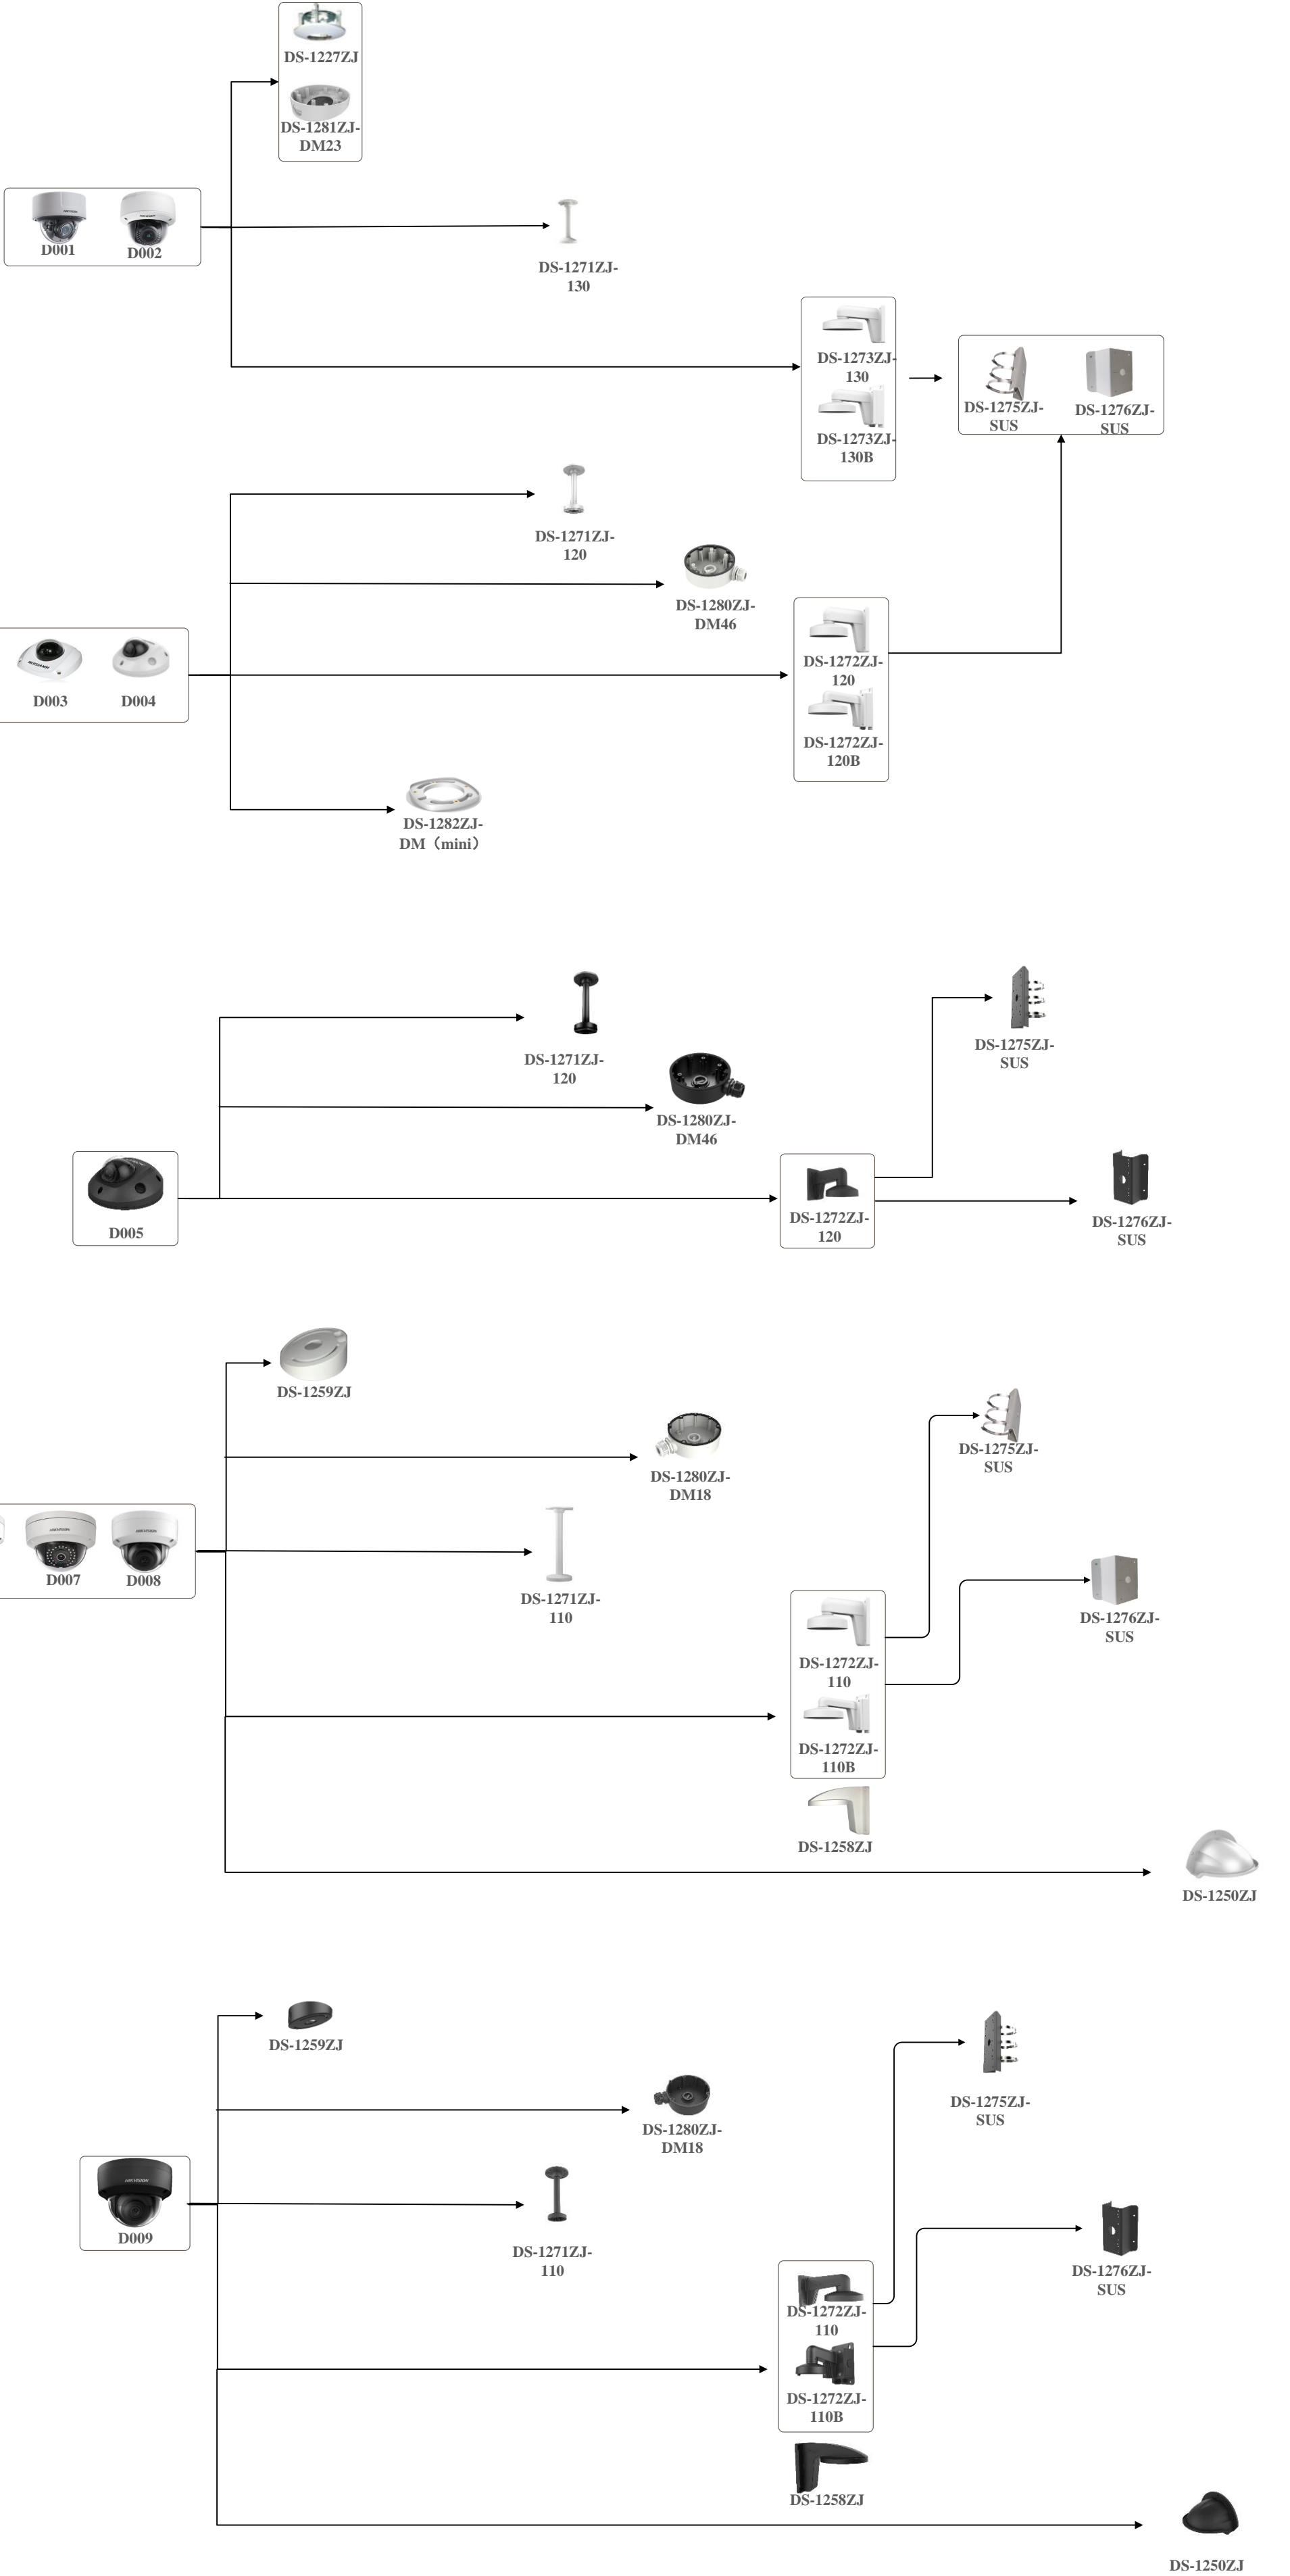 DS-1227ZJ
DS-1281ZJ-
DM23
D001
D002
DS-1271ZJ-
130
DS-1273ZJ-
130
DS-1273ZJ-
130B
DS-1275ZJ-
SUS
DS-1276ZJ-
SUS
DS-1271ZJ-
120
DS-1280ZJ-
DM46
DS-1272ZJ-
120
DS-1272ZJ-
120B
HIKVISION
D003
D004
DS-1282ZJ-
DM（mini）
DS-1271ZJ-
120
DS-1275ZJ-
SUS
DS-1280ZJ-
DM46
D005
DS-1272ZJ-
120
DS-1276ZJ-
SUS
DS-1259ZJ
DS-1275ZJ-
SUS
DS-1280ZJ-
DM18
HIKVISION
HIKVISION
D007
D008
DS-1271ZJ-
110
DS-1276ZJ-
SUS
DS-1272ZJ-
110
DS-1272ZJ-
110B
DS-1258ZJ
DS-1250ZJ
DS-1259ZJ
DS-1275ZJ-
SUS
DS-1280ZJ-
DM18
HIKVISION
D009
DS-1271ZJ-
110
DS-1276ZJ-
SUS
DS-1272ZJ-
110
DS-1272ZJ-
110B
DS-1258ZJ
DS-1250ZJ